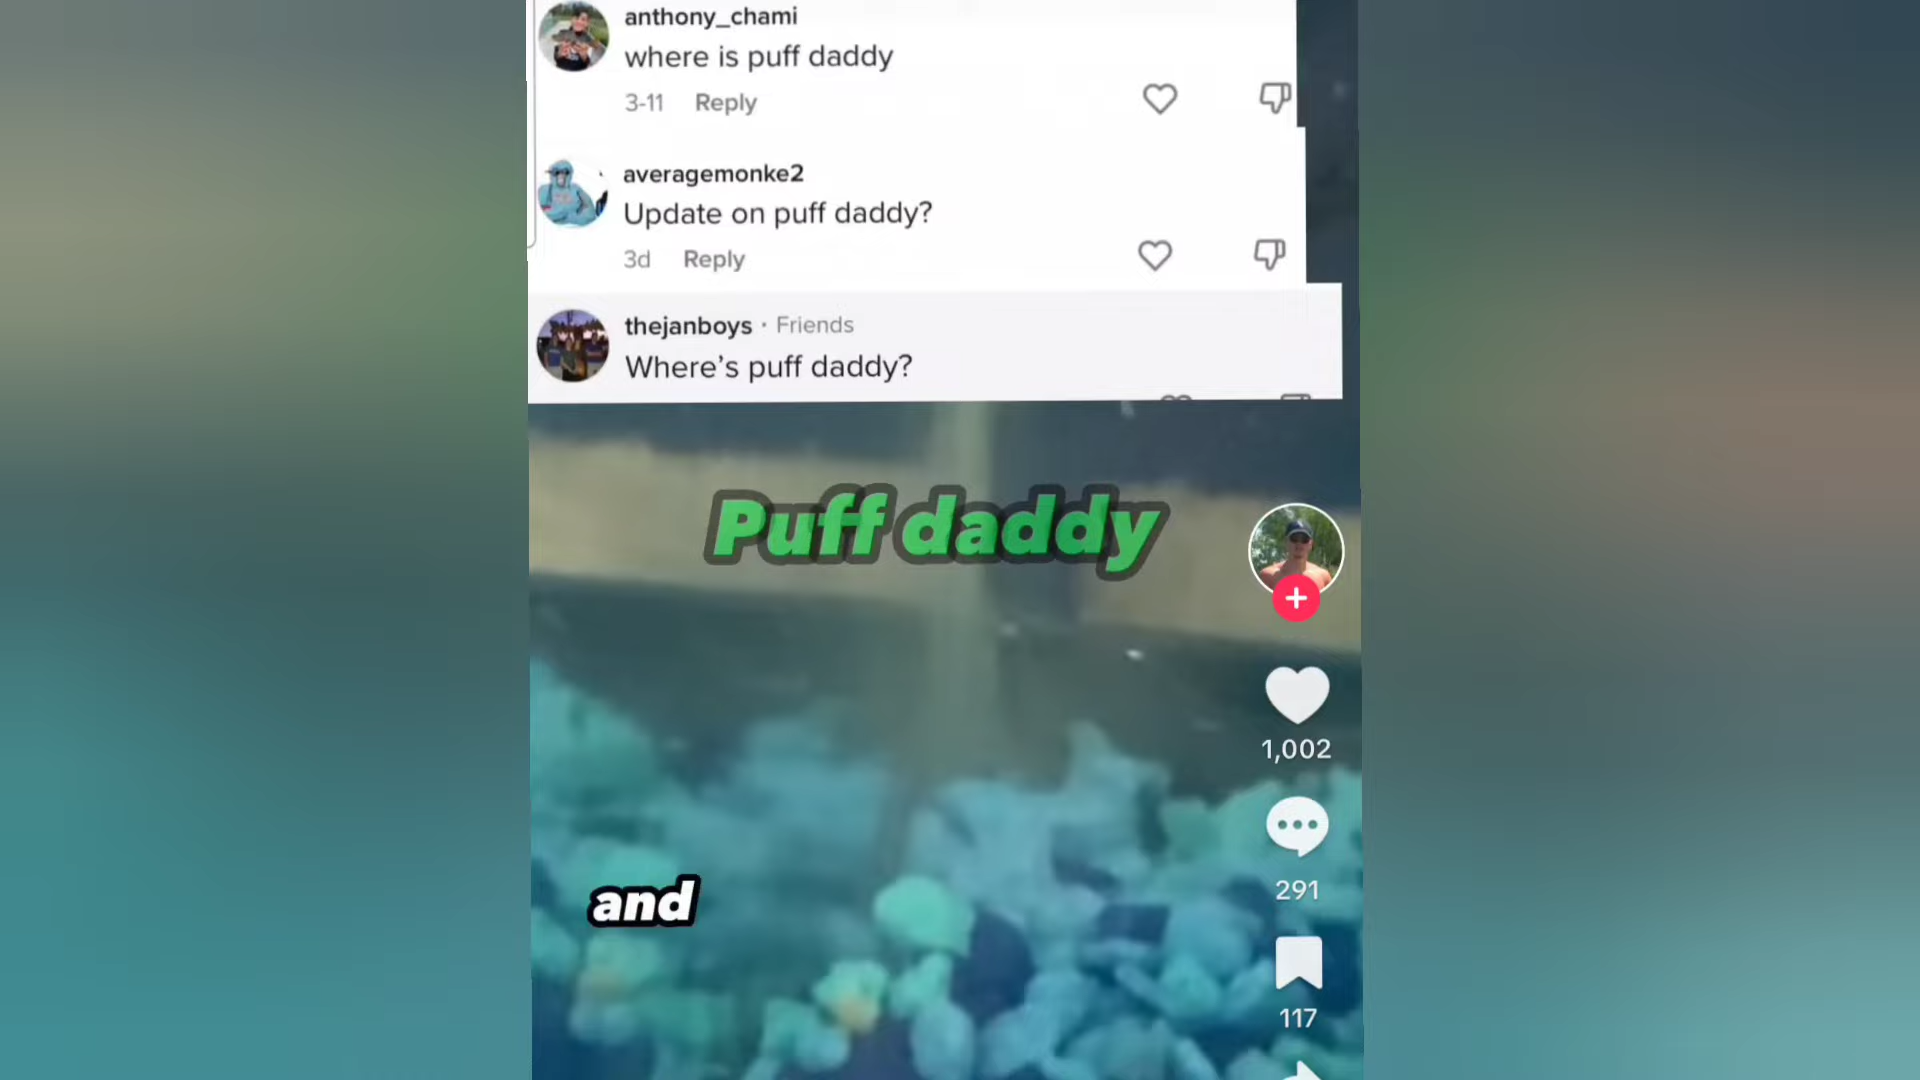 anthony_chami
where is puff daddy
3-11 Reply
averagemonke2
Update on puff daddy?
3d Reply
thejanboys · Friends
Where’s puff daddy?
Puff daddy
1,002
and
291
117